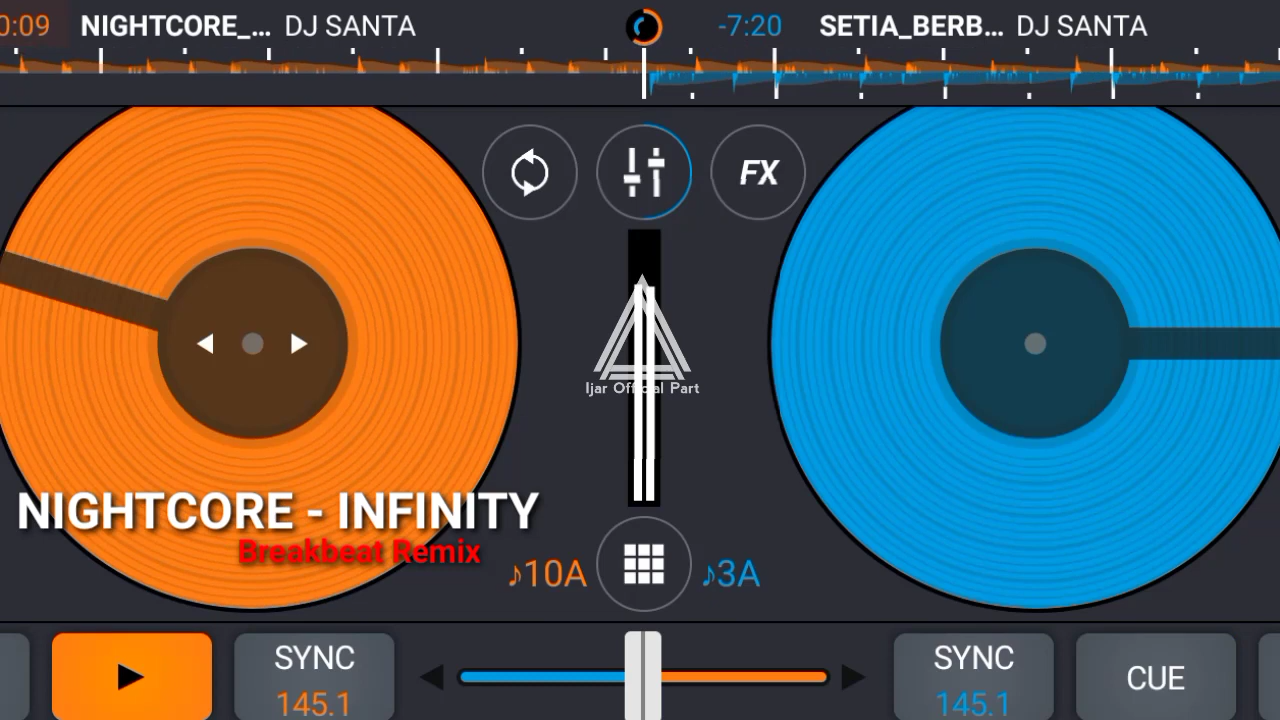 0:09 NIGHTCORE_... DJ SANTA -7:20 SETIA_BERB... DJ SANTA
FX
Ijar Official Part
NIGHTCORE - INFINITY
Breakbeat Remix
♪10A ♪3A
SYNC SYNC CUE
145.1 145.1